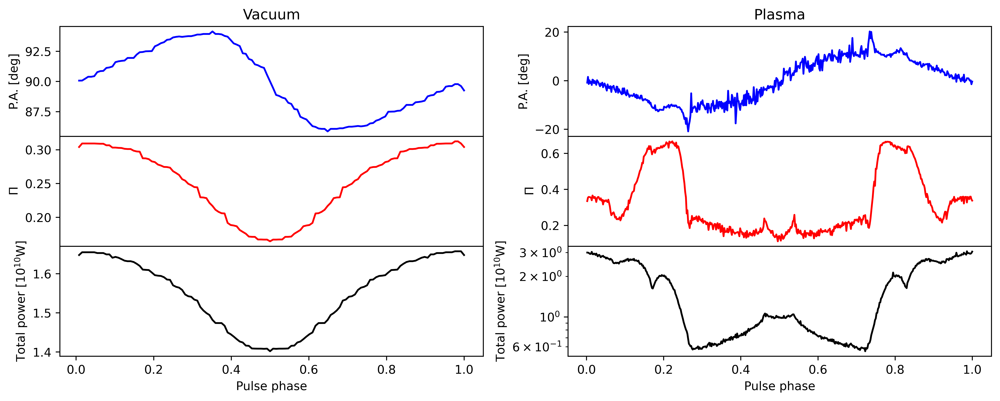 Vacuum
P.A. [deg]
92.5
90.0
87.5
Π
0.30
0.25
0.20
Total power [10¹⁰W]
1.6
1.5
1.4
0.0 0.2 0.4 0.6 0.8 1.0
Pulse phase
Plasma
P.A. [deg]
20
0
−20
Π
0.6
0.4
0.2
Total power [10¹⁰W]
3 × 10⁰
2 × 10⁰
10⁰
6 × 10⁻¹
0.0 0.2 0.4 0.6 0.8 1.0
Pulse phase